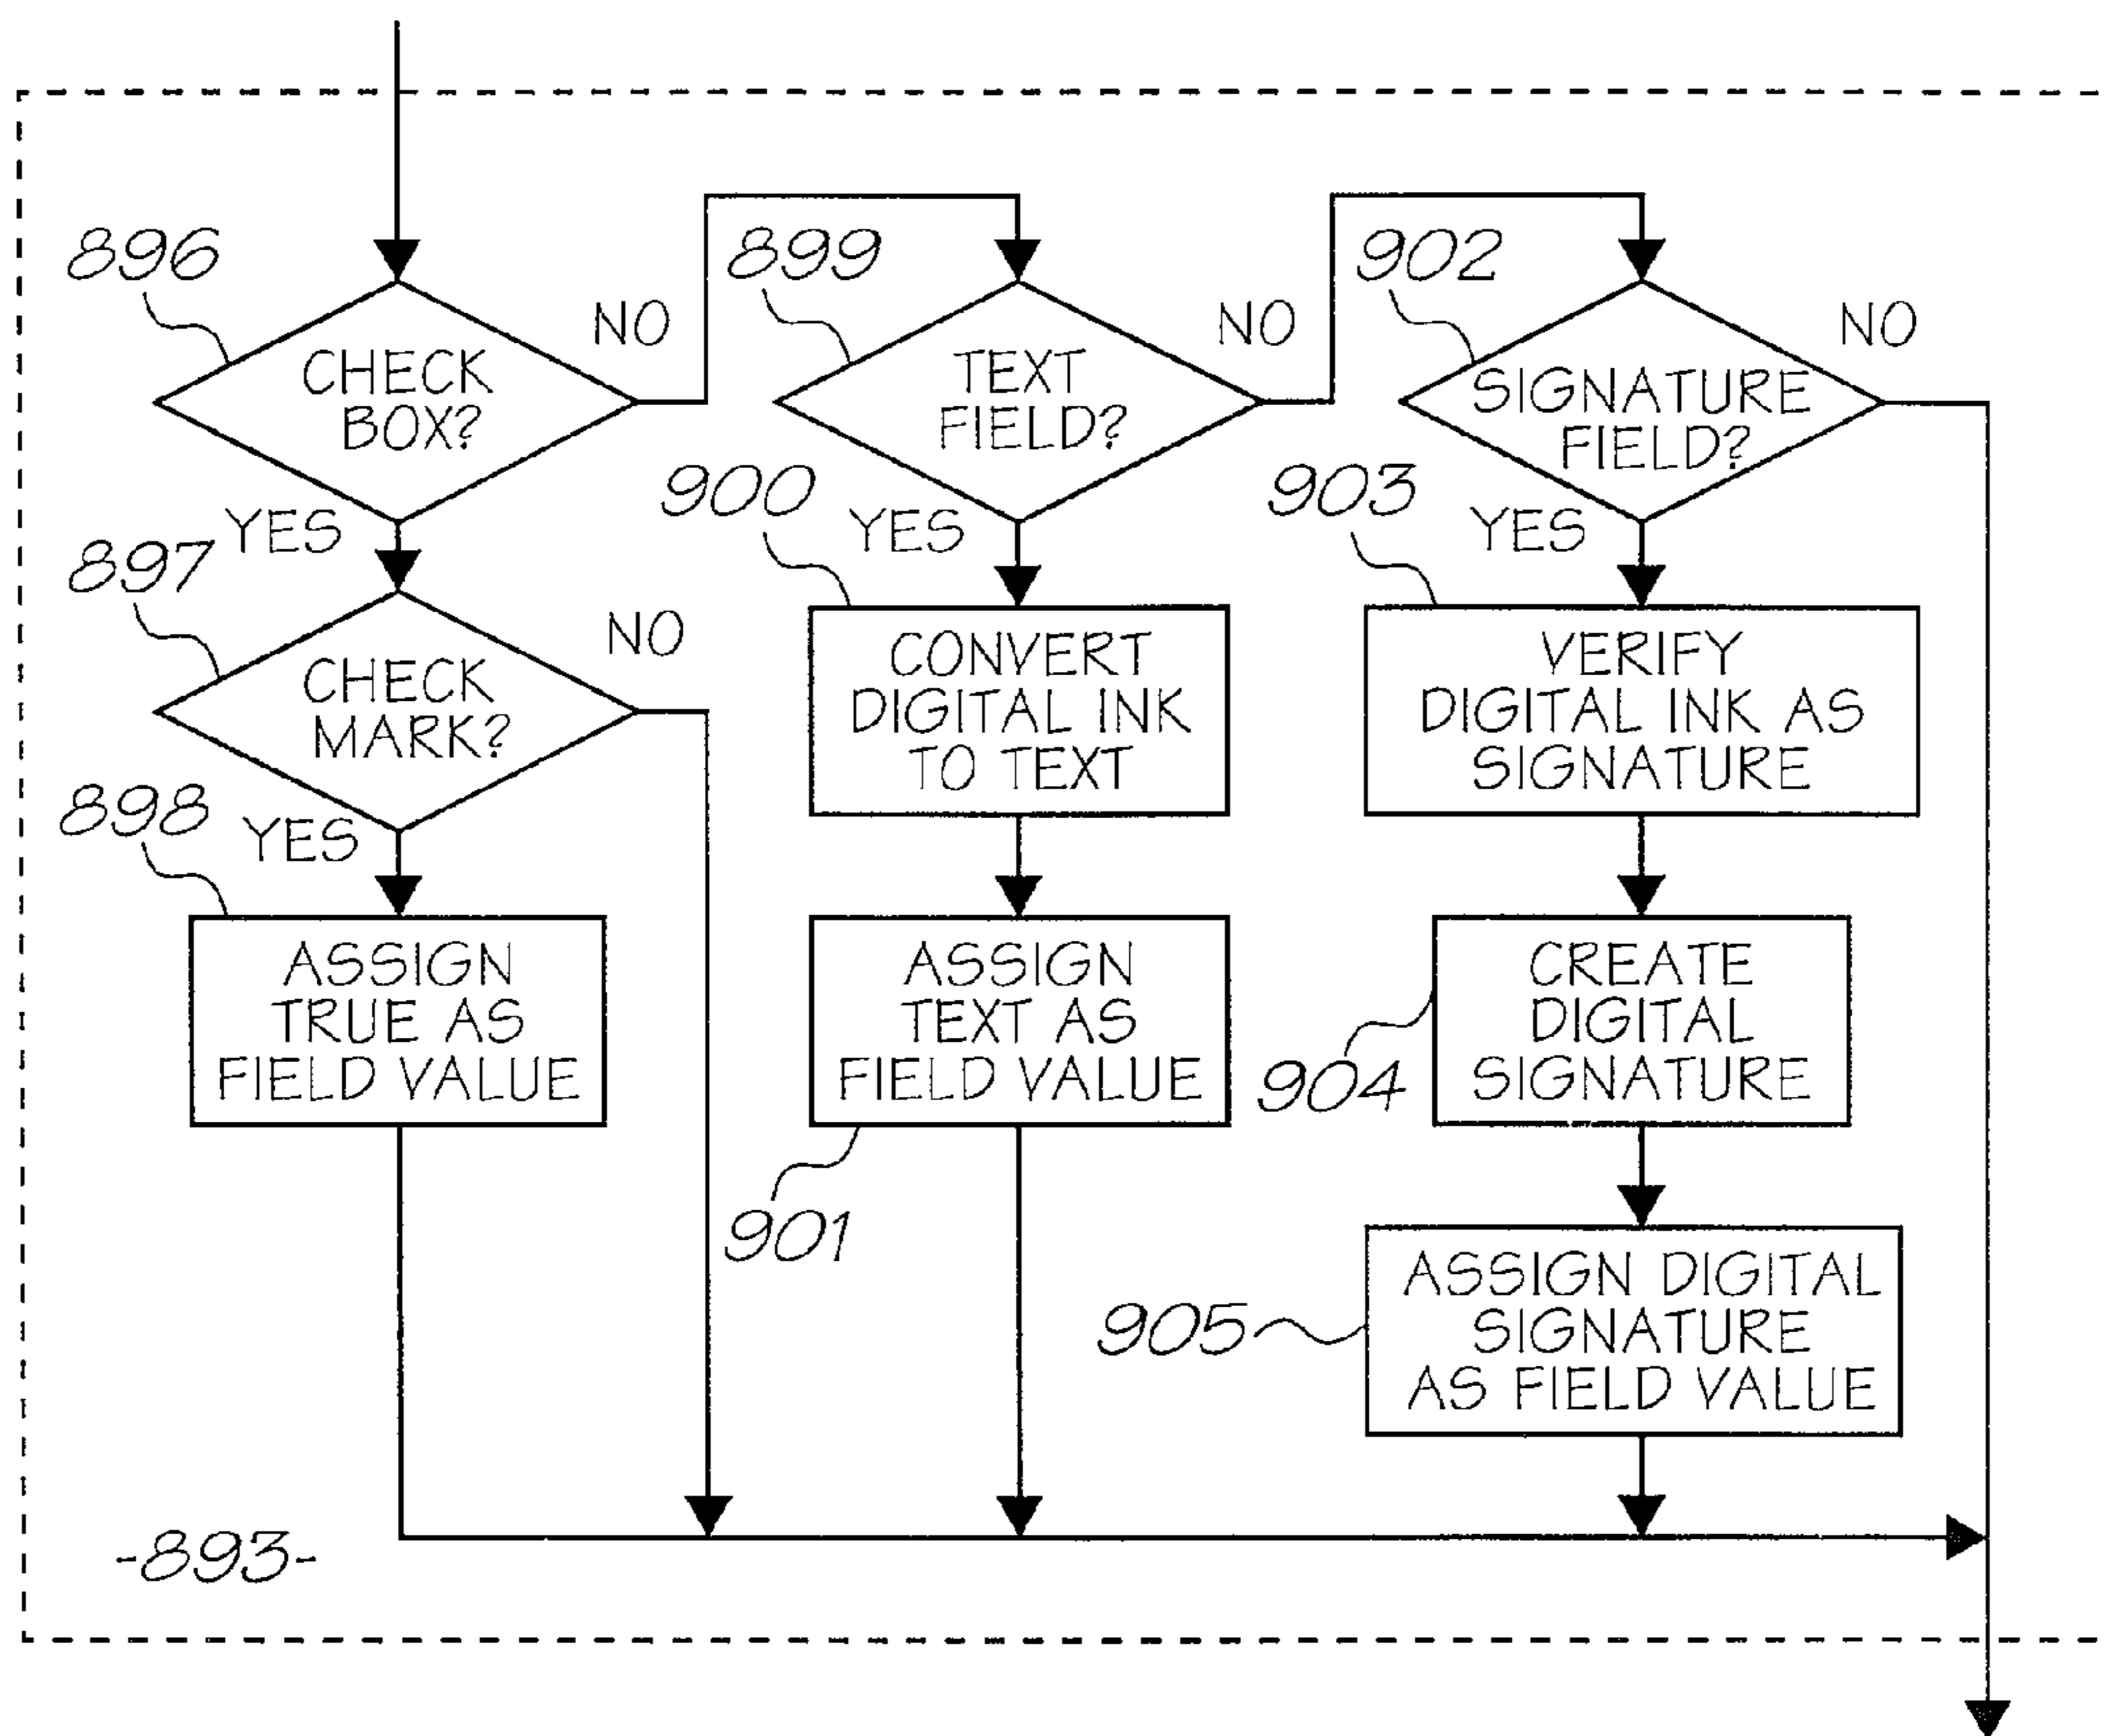 896
CHECK
BOX?
NO
YES
897
CHECK
MARK?
NO
898
YES
ASSIGN
TRUE AS
FIELD VALUE
899
TEXT
FIELD?
NO
900
YES
CONVERT
DIGITAL INK
TO TEXT
ASSIGN
TEXT AS
FIELD VALUE
901
902
SIGNATURE
FIELD?
NO
903
YES
VERIFY
DIGITAL INK AS
SIGNATURE
CREATE
DIGITAL
SIGNATURE
904
ASSIGN DIGITAL
SIGNATURE
AS FIELD VALUE
905
-893-